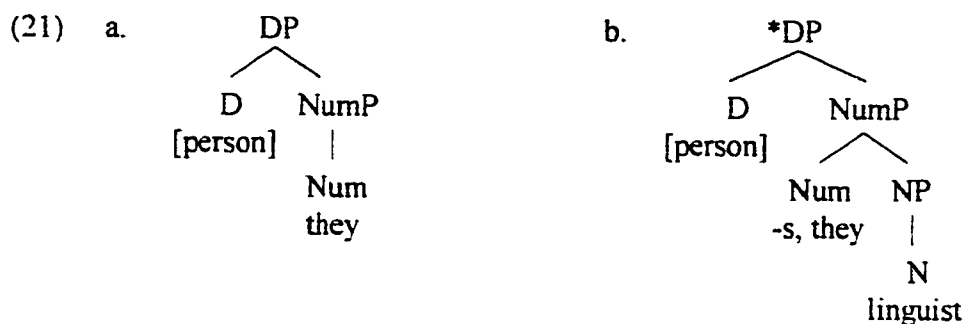 (21) a. DP b. *DP
D NumP D NumP
[person] [person]
Num Num NP
they -s, they
N
linguist